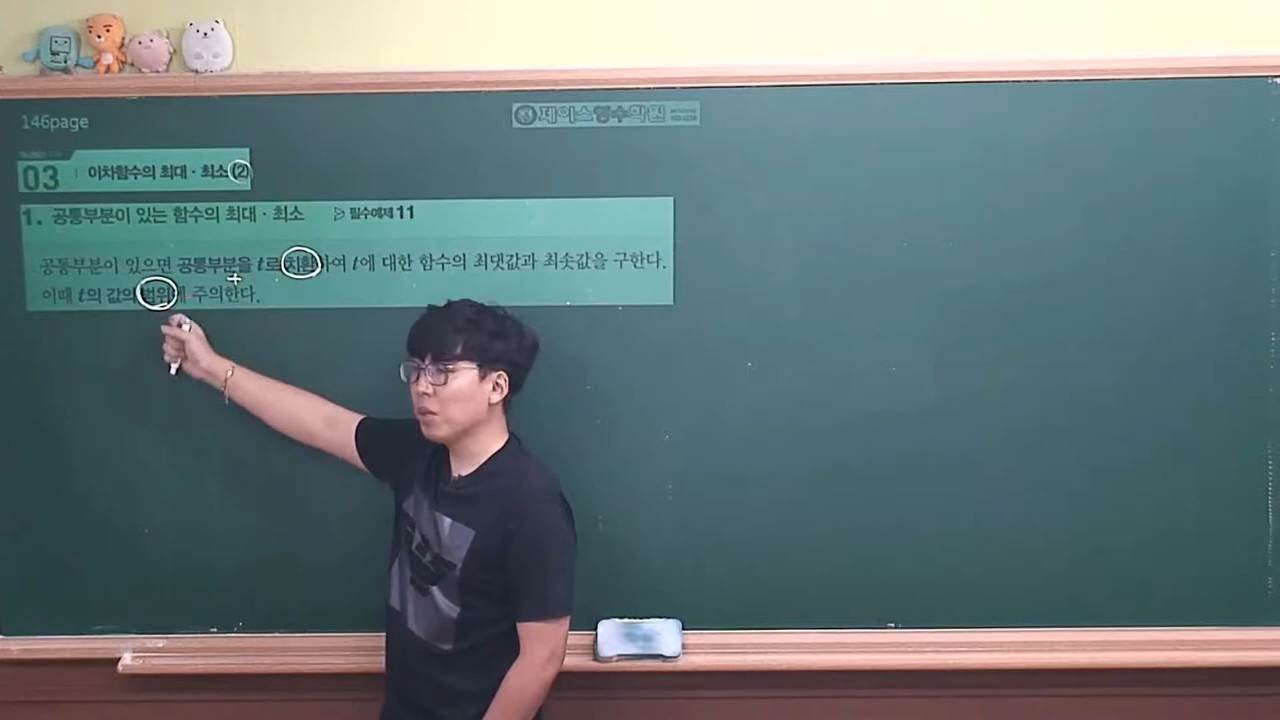 146page
제이스영수학원
03 이차함수의 최대·최소 (2)
1. 공통부분이 있는 함수의 최대·최소 ▷ 필수예제 11
공통부분이 있으면 공통부분을 t로 치환하여 t에 대한 함수의 최댓값과 최솟값을 구한다.
이때 t의 값의 범위에 주의한다.